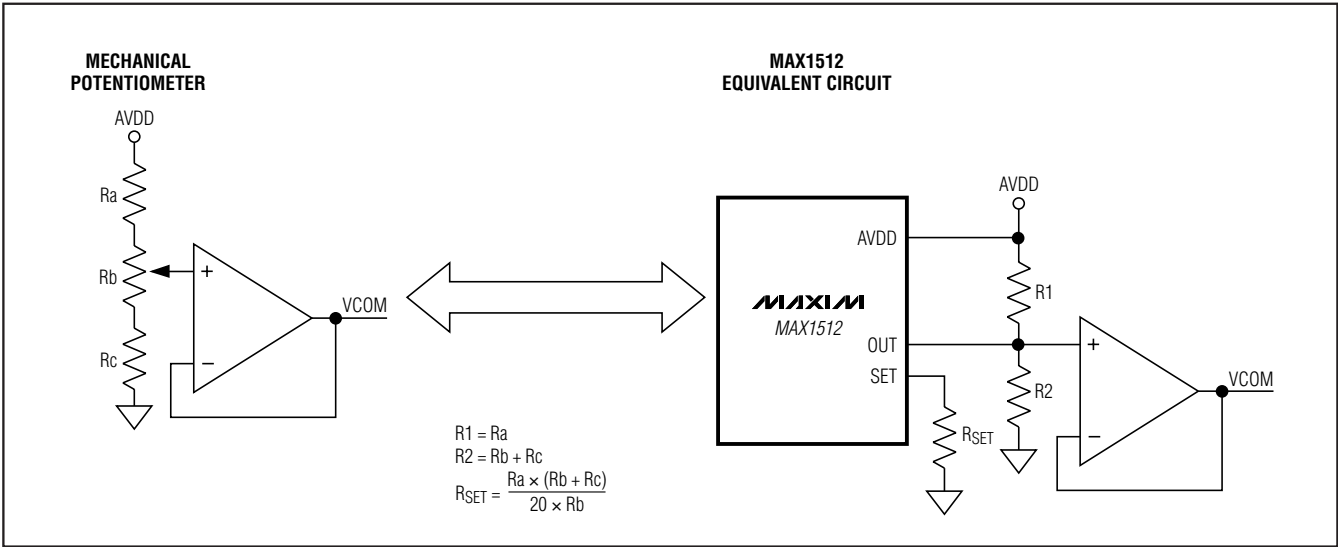 MECHANICAL
POTENTIOMETER
AVDD
Ra
Rb
Rc
+
−
VCOM
R1 = Ra
R2 = Rb + Rc
RSET = Ra × (Rb + Rc)
20 × Rb
MAX1512
EQUIVALENT CIRCUIT
MAXIM
MAX1512
AVDD
OUT
SET
AVDD
R1
R2
RSET
+
−
VCOM